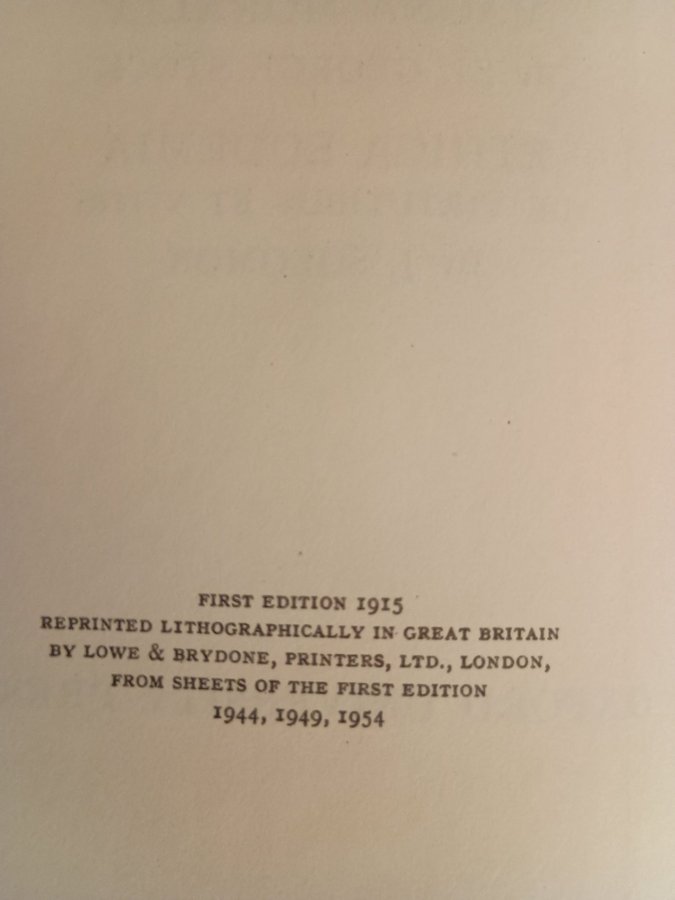 FIRST EDITION 1915
REPRINTED LITHOGRAPHICALLY IN GREAT BRITAIN
BY LOWE & BRYDONE, PRINTERS, LTD., LONDON,
FROM SHEETS OF THE FIRST EDITION
1944, 1949, 1954